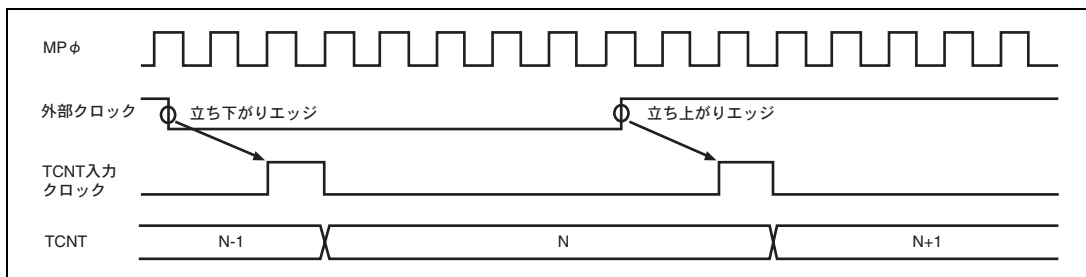 MPφ
外部クロック
立ち下がりエッジ
立ち上がりエッジ
TCNT入力
クロック
TCNT
N-1
N
N+1